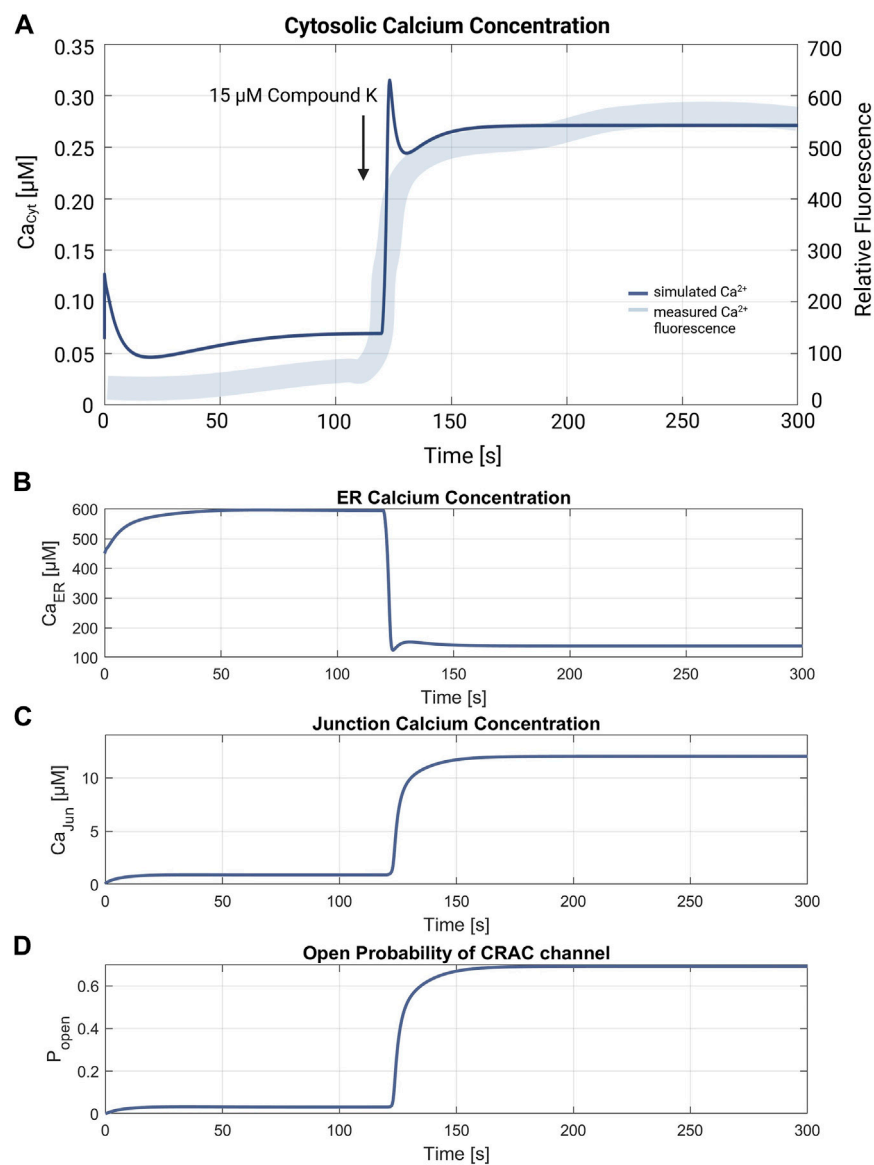 A
Cytosolic Calcium Concentration
0.35
0.30
0.25
0.20
0.15
0.10
0.05
0
700
600
500
400
300
200
100
0
Ca_Cyt [µM]
Relative Fluorescence
15 µM Compound K
simulated Ca²⁺
measured Ca²⁺
fluorescence
0 50 100 150 200 250 300
Time [s]
B
ER Calcium Concentration
600
500
400
300
200
100
Ca_ER [µM]
0 50 100 150 200 250 300
Time [s]
C
Junction Calcium Concentration
10
5
0
Ca_Jun [µM]
0 50 100 150 200 250 300
Time [s]
D
Open Probability of CRAC channel
0.6
0.4
0.2
0
P_open
0 50 100 150 200 250 300
Time [s]